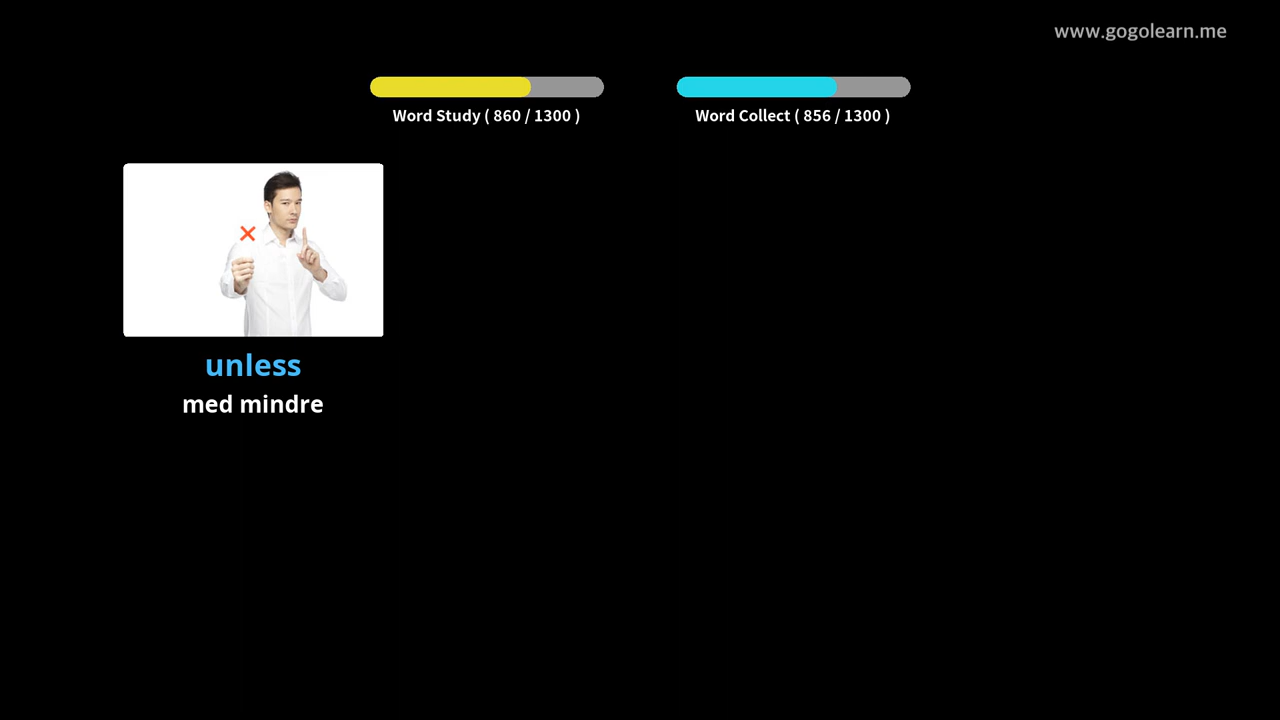 www.gogolearn.me
Word Study ( 860 / 1300 )
Word Collect ( 856 / 1300 )
unless
med mindre